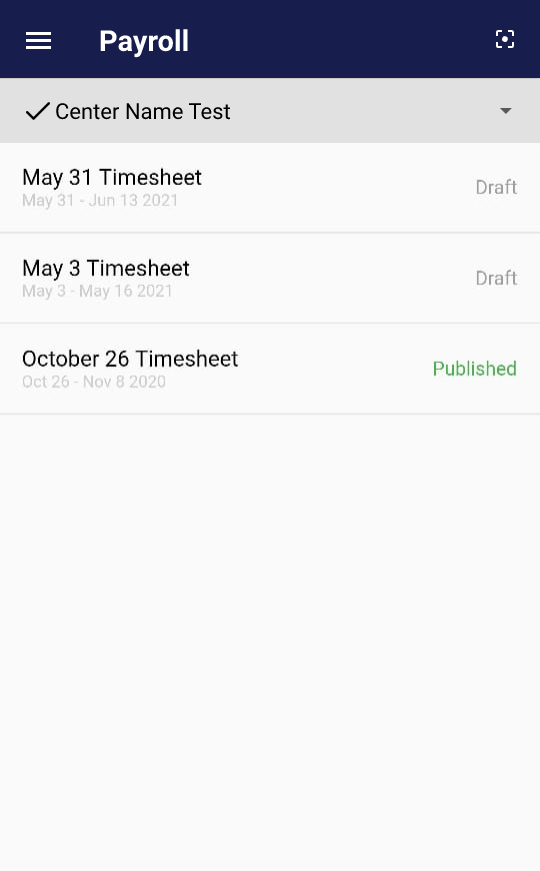 Payroll
Center Name Test
May 31 Timesheet
May 31 - Jun 13 2021
Draft
May 3 Timesheet
May 3 - May 16 2021
Draft
October 26 Timesheet
Oct 26 - Nov 8 2020
Published